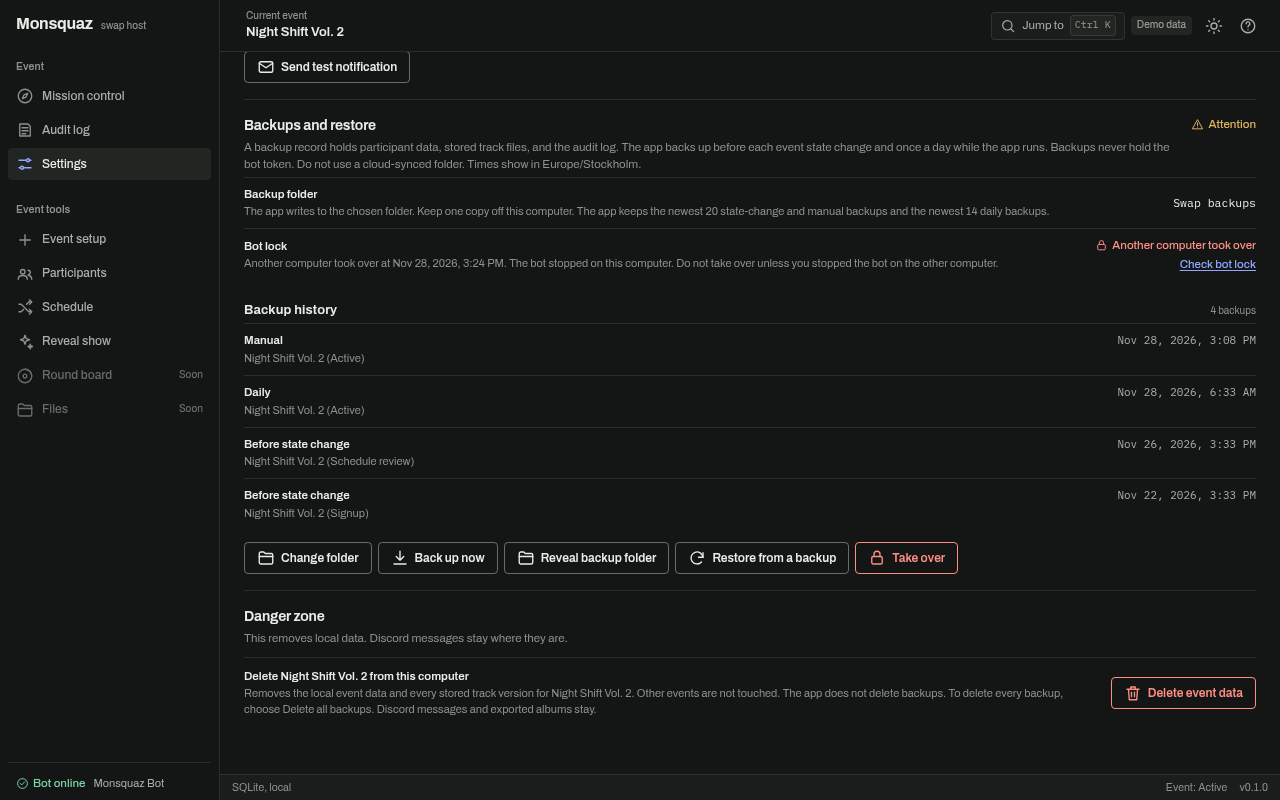 Monsquaz swap host
Event
Mission control
Audit log
Settings
Event tools
Event setup
Participants
Schedule
Reveal show
Round board Soon
Files Soon
Bot online Monsquaz Bot
Current event
Night Shift Vol. 2
Jump to Ctrl K
Demo data
Send test notification
Backups and restore
Attention
A backup record holds participant data, stored track files, and the audit log. The app backs up before each event state change and once a day while the app runs. Backups never hold the
bot token. Do not use a cloud-synced folder. Times show in Europe/Stockholm.
Backup folder
The app writes to the chosen folder. Keep one copy off this computer. The app keeps the newest 20 state-change and manual backups and the newest 14 daily backups.
Swap backups
Bot lock
Another computer took over at Nov 28, 2026, 3:24 PM. The bot stopped on this computer. Do not take over unless you stopped the bot on the other computer.
Another computer took over
Check bot lock
Backup history
4 backups
Manual
Night Shift Vol. 2 (Active)
Nov 28, 2026, 3:08 PM
Daily
Night Shift Vol. 2 (Active)
Nov 28, 2026, 6:33 AM
Before state change
Night Shift Vol. 2 (Schedule review)
Nov 26, 2026, 3:33 PM
Before state change
Night Shift Vol. 2 (Signup)
Nov 22, 2026, 3:33 PM
Change folder
Back up now
Reveal backup folder
Restore from a backup
Take over
Danger zone
This removes local data. Discord messages stay where they are.
Delete Night Shift Vol. 2 from this computer
Removes the local event data and every stored track version for Night Shift Vol. 2. Other events are not touched. The app does not delete backups. To delete every backup,
choose Delete all backups. Discord messages and exported albums stay.
Delete event data
SQLite, local
Event: Active v0.1.0